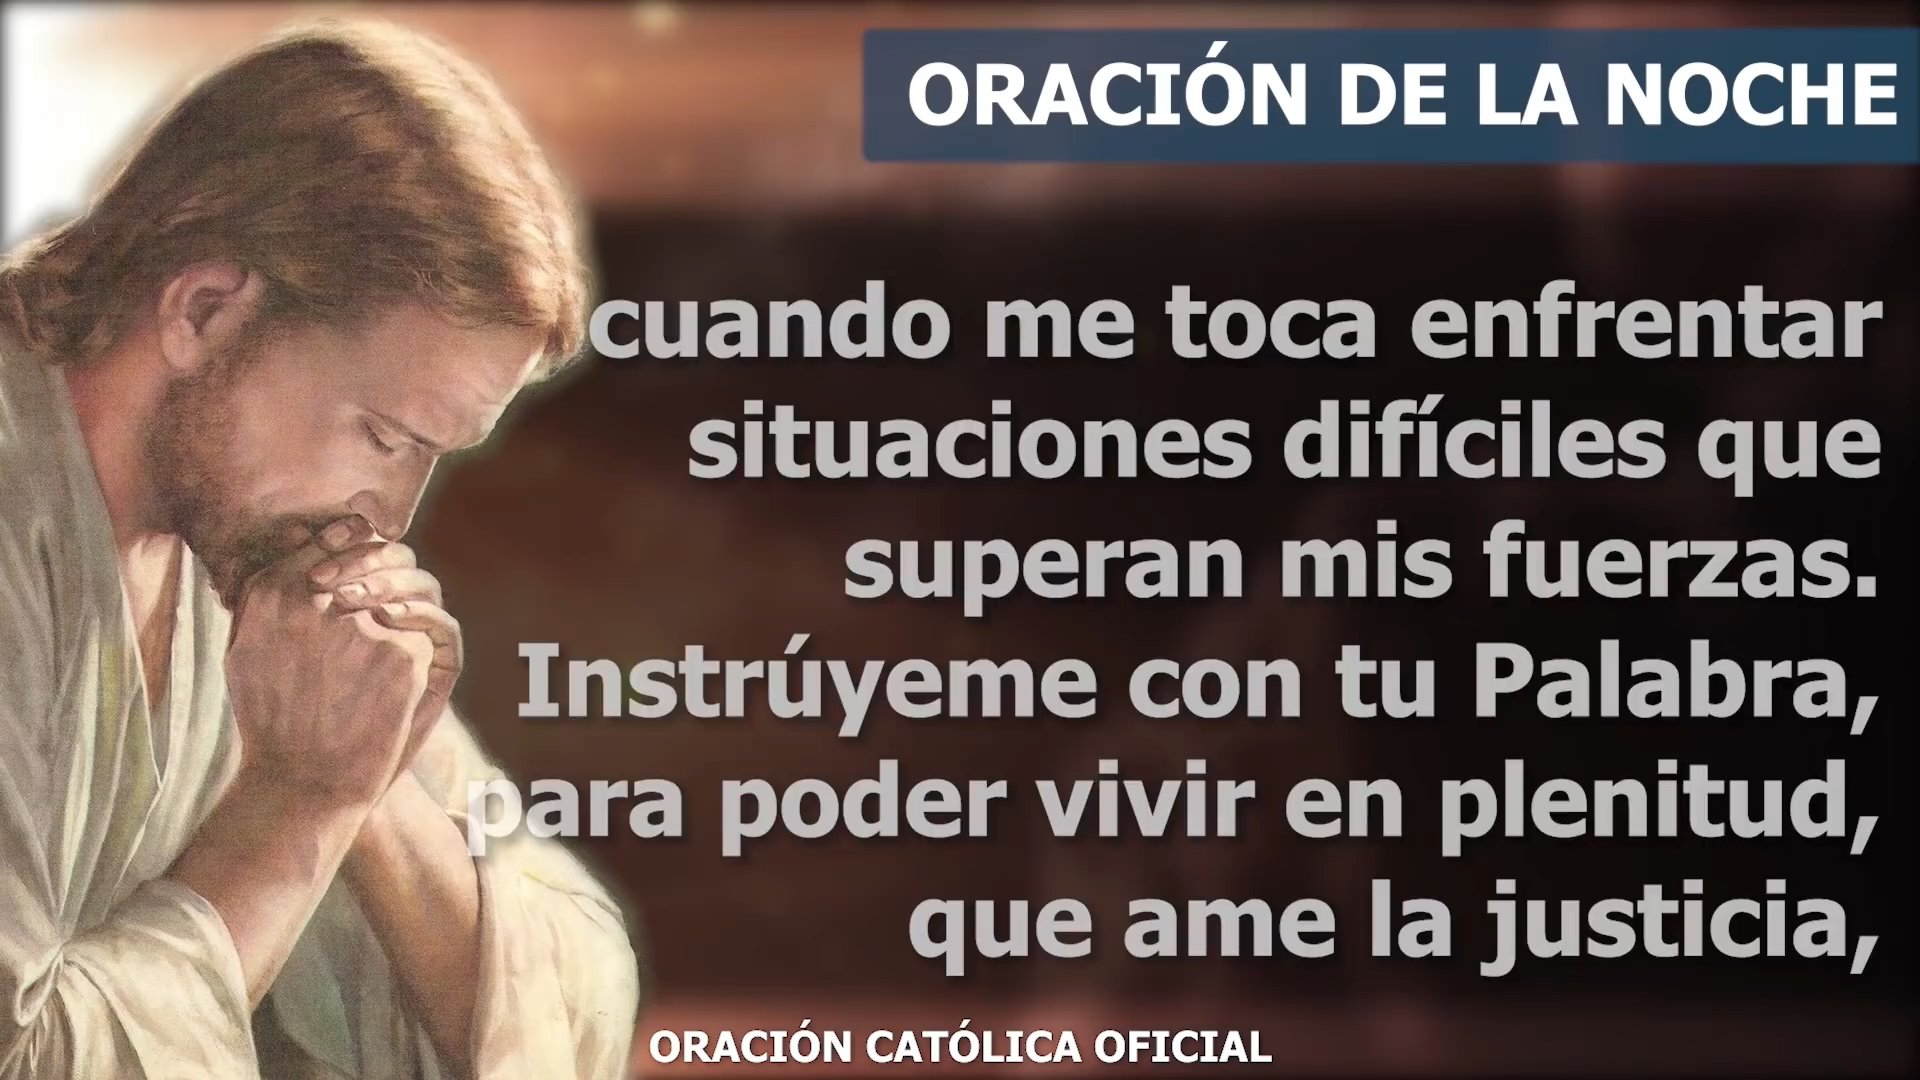 ORACIÓN DE LA NOCHE
cuando me toca enfrentar
situaciones difíciles que
superan mis fuerzas.
Instrúyeme con tu Palabra,
para poder vivir en plenitud,
que ame la justicia,
ORACIÓN CATÓLICA OFICIAL